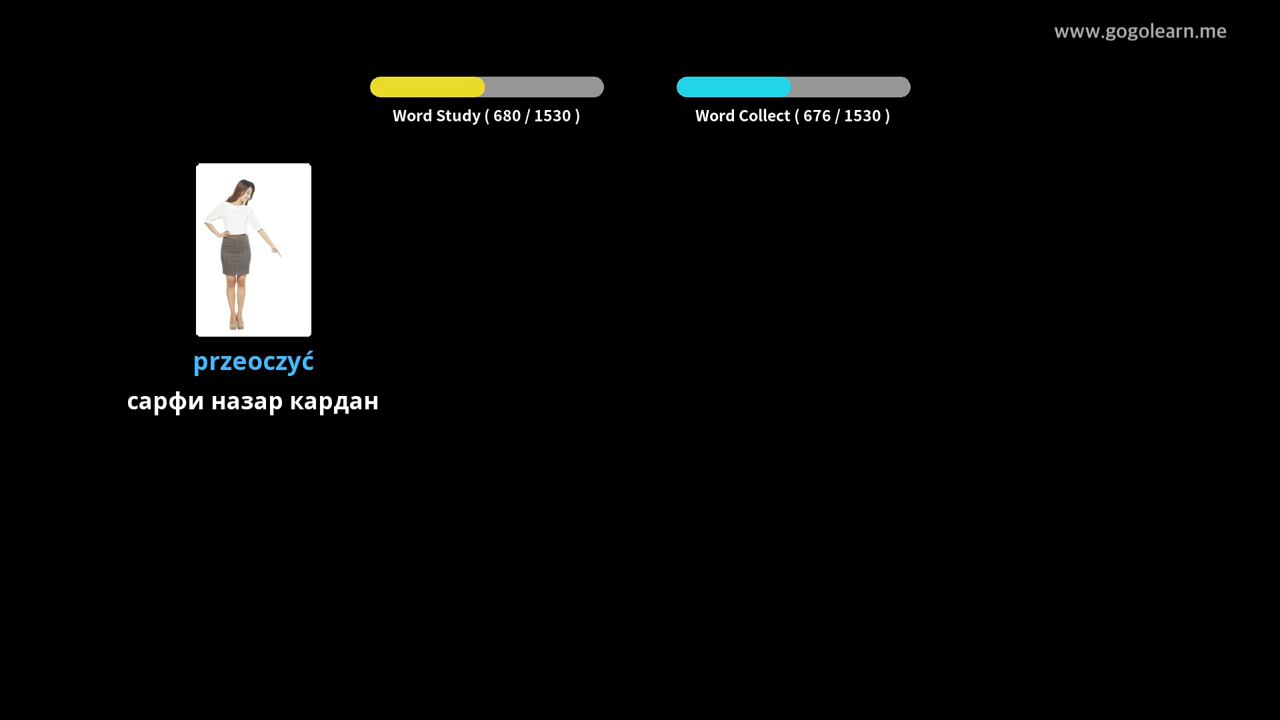 www.gogolearn.me
Word Study ( 680 / 1530 )
Word Collect ( 676 / 1530 )
przeoczyć
сарфи назар кардан